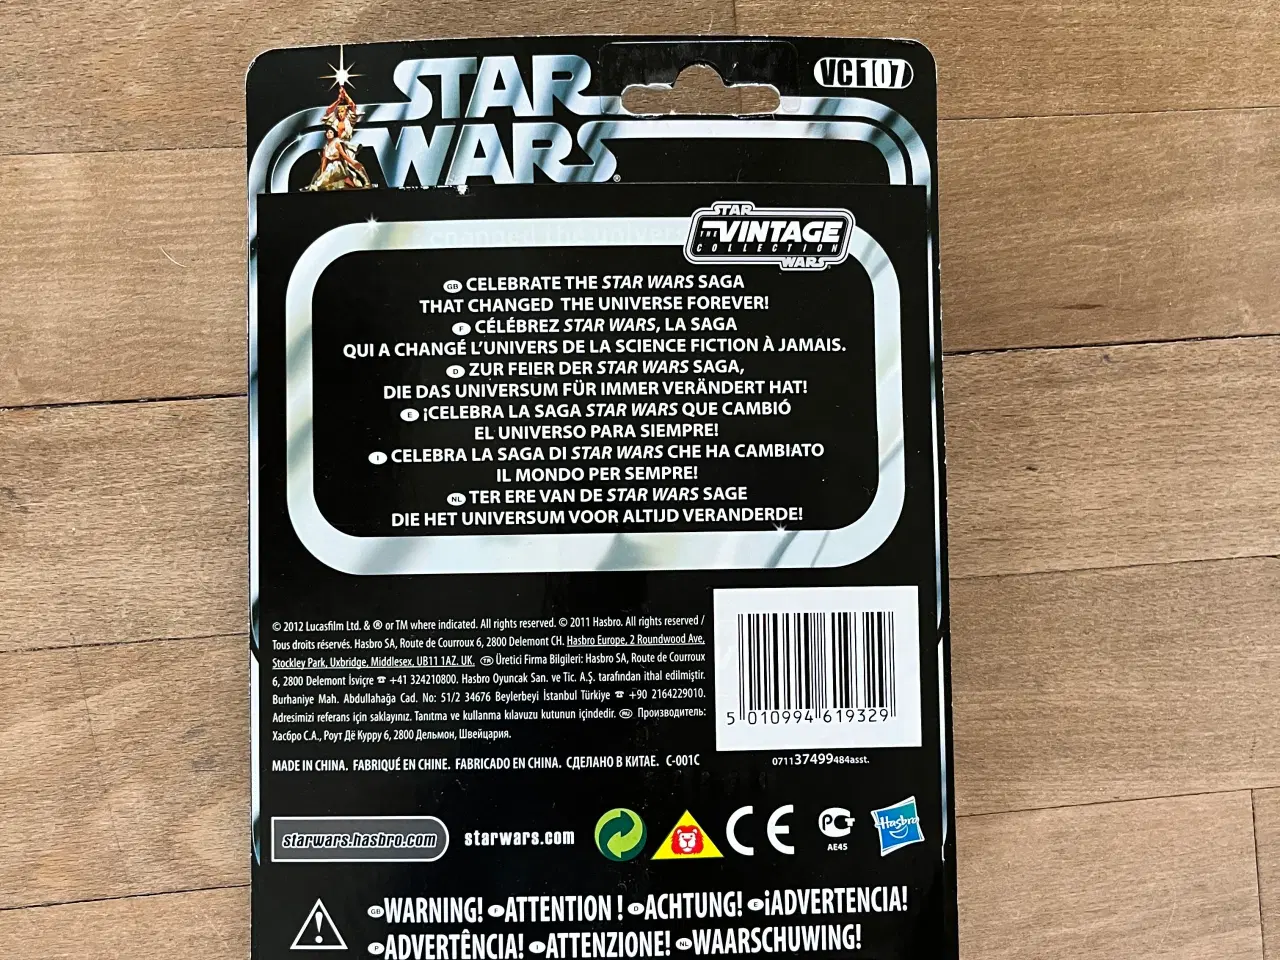 STAR
WARS®
VC107
STAR
THE VINTAGE
COLLECTION
WARS
GB CELEBRATE THE STAR WARS SAGA
THAT CHANGED THE UNIVERSE FOREVER!
F CÉLÉBREZ STAR WARS, LA SAGA
QUI A CHANGÉ L'UNIVERS DE LA SCIENCE FICTION À JAMAIS.
D ZUR FEIER DER STAR WARS SAGA,
DIE DAS UNIVERSUM FÜR IMMER VERÄNDERT HAT!
E ¡CELEBRA LA SAGA STAR WARS QUE CAMBIÓ
EL UNIVERSO PARA SIEMPRE!
I CELEBRA LA SAGA DI STAR WARS CHE HA CAMBIATO
IL MONDO PER SEMPRE!
NL TER ERE VAN DE STAR WARS SAGE
DIE HET UNIVERSUM VOOR ALTIJD VERANDERDE!
© 2012 Lucasfilm Ltd. & ® or TM where indicated. All rights reserved. © 2011 Hasbro. All rights reserved /
Tous droits réservés. Hasbro SA, Route de Courroux 6, 2800 Delemont CH. Hasbro Europe, 2 Roundwood Ave,
Stockley Park, Uxbridge, Middlesex, UB11 1AZ. UK. TR Üretici Firma Bilgileri: Hasbro SA, Route de Courroux
6, 2800 Delemont İsviçre ☎ +41 324210800. Hasbro Oyuncak San. ve Tic. A.Ş. tarafından ithal edilmiştir.
Burhaniye Mah. Abdullahağa Cad. No: 51/2 34676 Beylerbeyi İstanbul Türkiye ☎ +90 2164229010.
Adresimizi referans için saklayınız. Tanıtma ve kullanma kılavuzu kutunun içindedir. RU Производитель:
Хасбро С.А., Роут Дё Курру 6, 2800 Дельмон, Швейцария.
MADE IN CHINA. FABRIQUÉ EN CHINE. FABRICADO EN CHINA. СДЕЛАНО В КИТАЕ. C-001C
5 010994 619329
071137499484asst.
starwars.hasbro.com
starwars.com
CE
РСТ
AE45
Hasbro
GB WARNING! F ATTENTION ! D ACHTUNG! E ¡ADVERTENCIA!
P ADVERTÊNCIA! I ATTENZIONE! NL WAARSCHUWING!